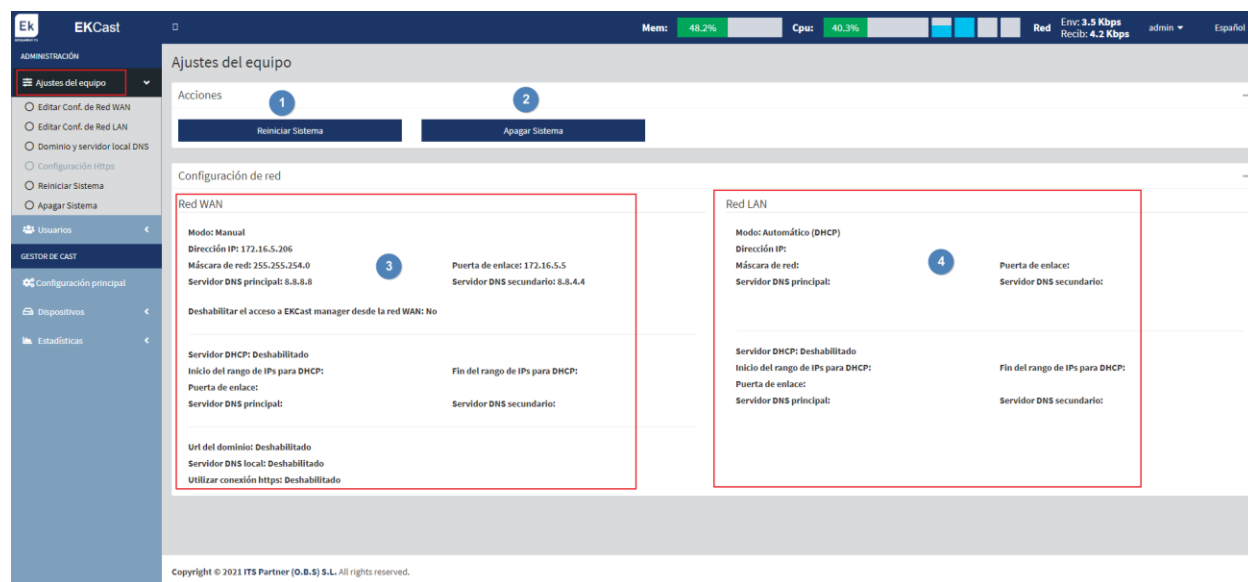 Ek EKCast Mem: 48.2% Cpu: 40.3% Red Env: 3.5 Kbps Recib: 4.2 Kbps admin Español
ADMINISTRACIÓN
Ajustes del equipo
Editar Conf. de Red WAN
Editar Conf. de Red LAN
Dominio y servidor local DNS
Configuración Https
Reiniciar Sistema
Apagar Sistema
Usuarios
GESTOR DE CAST
Configuración principal
Dispositivos
Estadísticas
Ajustes del equipo
Acciones
1
2
Reiniciar Sistema
Apagar Sistema
Configuración de red
Red WAN
Modo: Manual
Dirección IP: 172.16.5.206
Máscara de red: 255.255.254.0
3
Puerta de enlace: 172.16.5.5
Servidor DNS principal: 8.8.8.8
Servidor DNS secundario: 8.8.4.4
Deshabilitar el acceso a EKCast manager desde la red WAN: No
Servidor DHCP: Deshabilitado
Inicio del rango de IPs para DHCP:
Fin del rango de IPs para DHCP:
Puerta de enlace:
Servidor DNS principal:
Servidor DNS secundario:
Url del dominio: Deshabilitado
Servidor DNS local: Deshabilitado
Utilizar conexión https: Deshabilitado
Red LAN
Modo: Automático (DHCP)
Dirección IP:
Máscara de red:
4
Puerta de enlace:
Servidor DNS principal:
Servidor DNS secundario:
Servidor DHCP: Deshabilitado
Inicio del rango de IPs para DHCP:
Fin del rango de IPs para DHCP:
Puerta de enlace:
Servidor DNS principal:
Servidor DNS secundario:
Copyright © 2021 ITS Partner (O.B.S) S.L. All rights reserved.